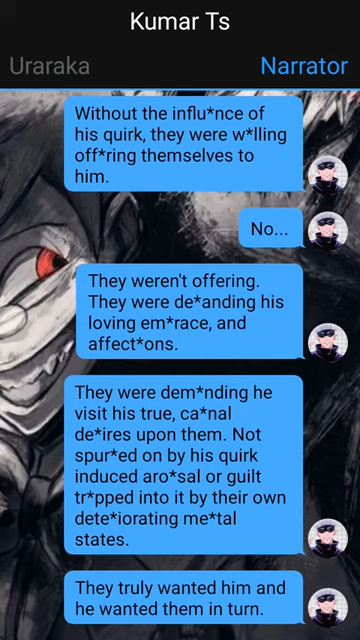 Kumar Ts
Uraraka
Narrator
Without the influ*nce of
his quirk, they were w*lling
off*ring themselves to
him.
No...
They weren't offering.
They were de*anding his
loving em*race, and
affect*ons.
They were dem*nding he
visit his true, ca*nal
de*ires upon them. Not
spur*ed on by his quirk
induced aro*sal or guilt
tr*pped into it by their own
dete*iorating me*tal
states.
They truly wanted him and
he wanted them in turn.